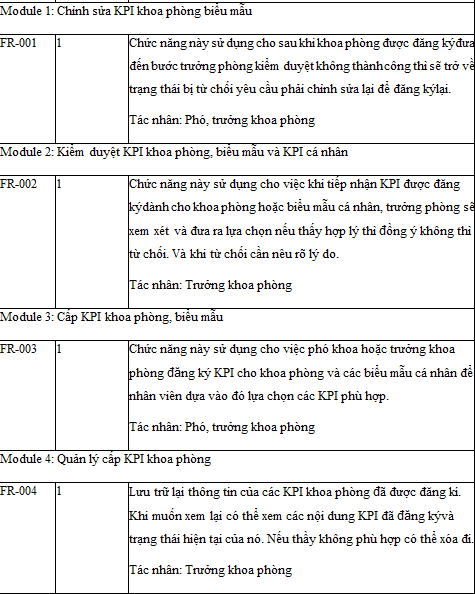 Module 1: Chỉnh sửa KPI khoa phòng biểu mẫu
FR-001 1 Chức năng này sử dụng cho sau khi khoa phòng được đăng kýđưa
đến bước trưởng phòng kiểm duyệt không thànhcông thì sẽ trở về
trạng thái bị từ chối yêu cầu phải chỉnh sửa lại để đăng kýlại.
Tác nhân: Phó, trưởng khoa phòng
Module 2: Kiểm duyệt KPI khoa phòng, biểu mẫu và KPI cá nhân
FR-002 1 Chức năng này sử dụng cho việc khi tiếp nhận KPI được đăng
kýdành cho khoa phòng hoặc biểu mẫu cá nhân, trưởng phòng sẽ
xem xét và đưa ra lựa chọn nếu thấy hợp lý thì đồng ý không thì
từ chối. Và khi từ chối cần nêu rõ lý do.
Tác nhân: Trưởng khoa phòng
Module 3: Cấp KPI khoa phòng, biểu mẫu
FR-003 1 Chức năng này sử dụng cho việc phó khoa hoặc trưởng khoa
phòng đăng ký KPI cho khoa phòng và các biểu mẫu cá nhân để
nhân viên dựa vào đó lựa chọn các KPI phù hợp.
Tác nhân: Phó, trưởng khoa phòng
Module 4: Quản lý cấp KPI khoa phòng
FR-004 1 Lưu trữ lại thông tin của các KPI khoa phòng đã được đăng kí.
Khi muốn xem lại có thể xem các nội dung KPI đã đăng kývà
trạng thái hiện tại của nó. Nếu thầy không phù hợp có thể xóa đi.
Tác nhân: Trưởng khoa phòng